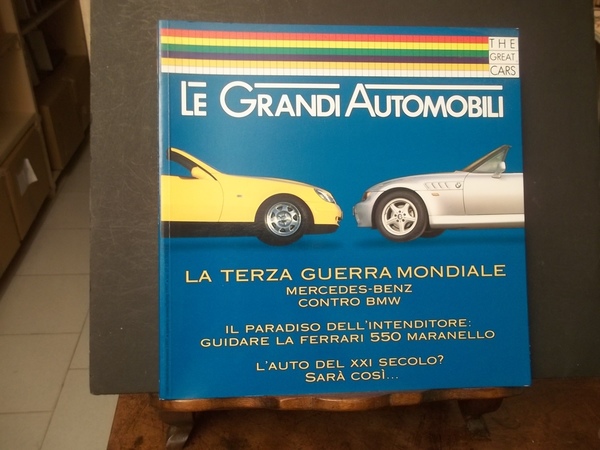 THE
GREAT
CARS
LE GRANDI AUTOMOBILI
LA TERZA GUERRA MONDIALE
MERCEDES-BENZ
CONTRO BMW
IL PARADISO DELL'INTENDITORE:
GUIDARE LA FERRARI 550 MARANELLO
L'AUTO DEL XXI SECOLO?
SARÀ COSÌ...